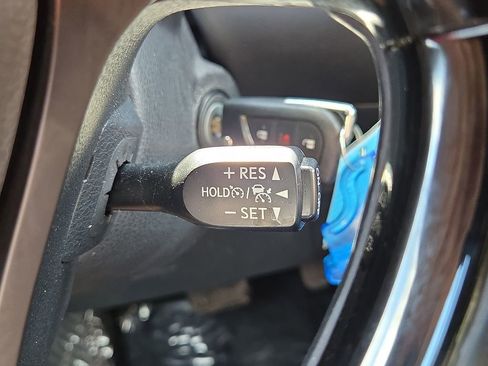 + RES ▲
HOLD / ◄
− SET ▼